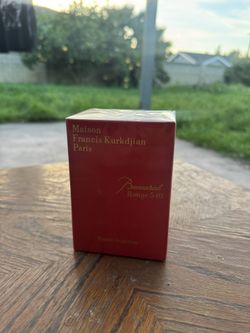 Maison
Francis Kurkdjian
Paris
Baccarat
Rouge 540